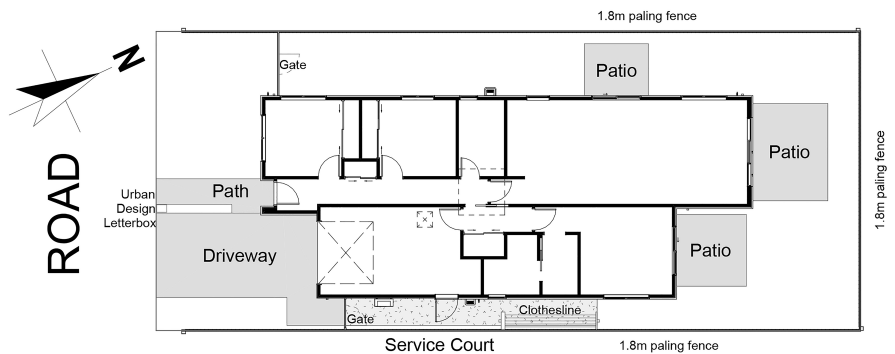 1.8m paling fence
N
Gate
Patio
Patio
1.8m paling fence
ROAD
Urban
Design
Letterbox
Path
Driveway
Patio
Gate
Clothesline
Service Court
1.8m paling fence